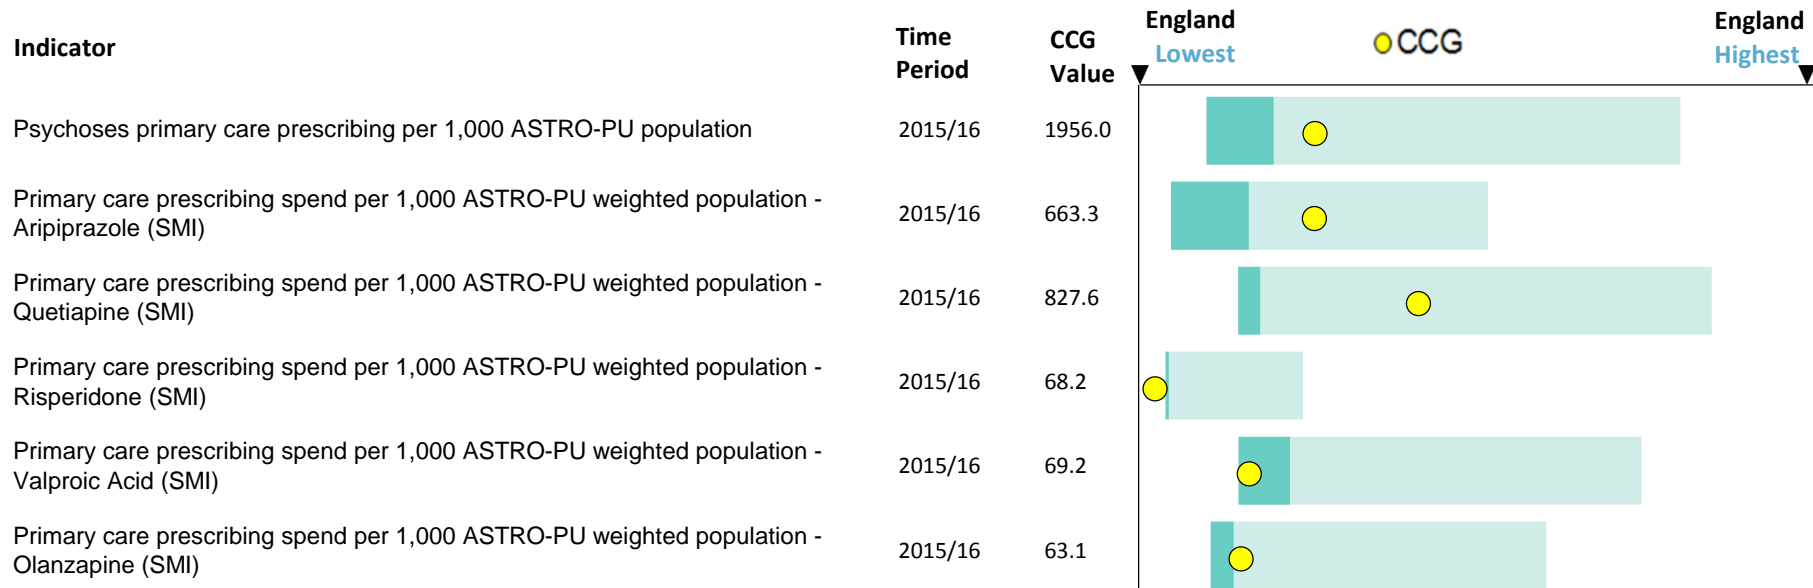 Indicator
Time
Period
CCG
Value
England
Lowest
CCG
England
Highest
Psychoses primary care prescribing per 1,000 ASTRO-PU population
2015/16
1956.0
Primary care prescribing spend per 1,000 ASTRO-PU weighted population -
Aripiprazole (SMI)
2015/16
663.3
Primary care prescribing spend per 1,000 ASTRO-PU weighted population -
Quetiapine (SMI)
2015/16
827.6
Primary care prescribing spend per 1,000 ASTRO-PU weighted population -
Risperidone (SMI)
2015/16
68.2
Primary care prescribing spend per 1,000 ASTRO-PU weighted population -
Valproic Acid (SMI)
2015/16
69.2
Primary care prescribing spend per 1,000 ASTRO-PU weighted population -
Olanzapine (SMI)
2015/16
63.1